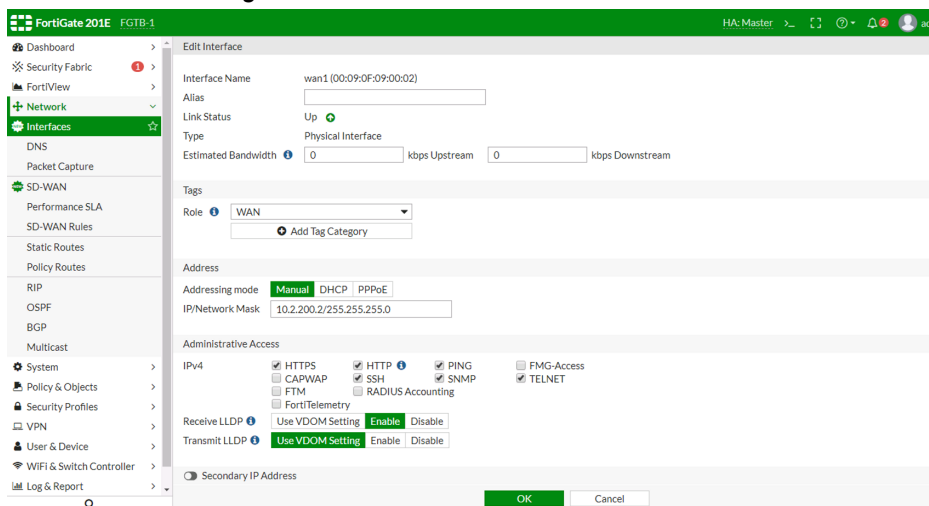 FortiGate 201E FGTB-1
HA: Master >_ 2
Dashboard
Security Fabric 1
FortiView
Network
Interfaces
DNS
Packet Capture
SD-WAN
Performance SLA
SD-WAN Rules
Static Routes
Policy Routes
RIP
OSPF
BGP
Multicast
System
Policy & Objects
Security Profiles
VPN
User & Device
WiFi & Switch Controller
Log & Report
Edit Interface
Interface Name wan1 (00:09:0F:09:00:02)
Alias
Link Status Up
Type Physical Interface
Estimated Bandwidth 0 kbps Upstream 0 kbps Downstream
Tags
Role WAN
Add Tag Category
Address
Addressing mode Manual DHCP PPPoE
IP/Network Mask 10.2.200.2/255.255.255.0
Administrative Access
IPv4 HTTPS HTTP PING FMG-Access
CAPWAP SSH SNMP TELNET
FTM RADIUS Accounting
FortiTelemetry
Receive LLDP Use VDOM Setting Enable Disable
Transmit LLDP Use VDOM Setting Enable Disable
Secondary IP Address
OK Cancel